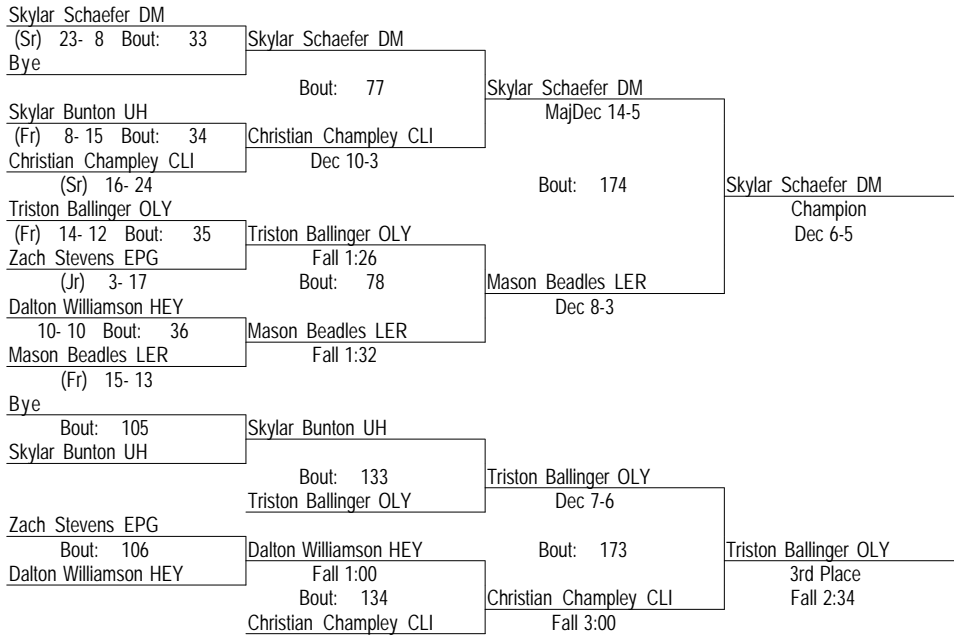 Skylar Schaefer DM
(Sr) 23- 8 Bout: 33 Skylar Schaefer DM
Bye
Bout: 77 Skylar Schaefer DM
Skylar Bunton UH MajDec 14-5
(Fr) 8- 15 Bout: 34 Christian Champley CLI
Christian Champley CLI Dec 10-3
(Sr) 16- 24 Bout: 174 Skylar Schaefer DM
Triston Ballinger OLY Champion
(Fr) 14- 12 Bout: 35 Triston Ballinger OLY Dec 6-5
Zach Stevens EPG Fall 1:26
(Jr) 3- 17 Bout: 78 Mason Beadles LER
Dalton Williamson HEY Dec 8-3
10- 10 Bout: 36 Mason Beadles LER
Mason Beadles LER Fall 1:32
(Fr) 15- 13
Bye
Bout: 105 Skylar Bunton UH
Skylar Bunton UH
Bout: 133 Triston Ballinger OLY
Triston Ballinger OLY Dec 7-6
Zach Stevens EPG
Bout: 106 Dalton Williamson HEY Bout: 173 Triston Ballinger OLY
Dalton Williamson HEY Fall 1:00 3rd Place
Bout: 134 Christian Champley CLI Fall 2:34
Christian Champley CLI Fall 3:00